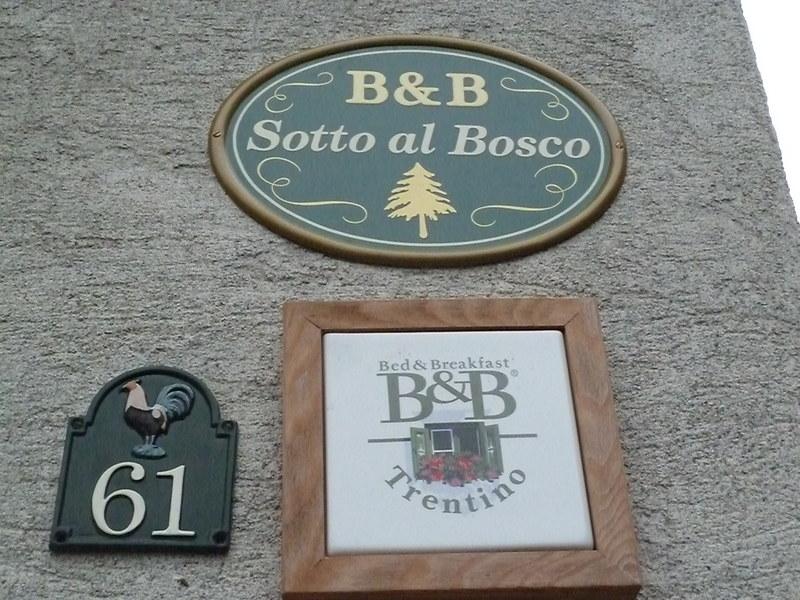 B&B
Sotto al Bosco
Bed & Breakfast
B&B®
Trentino
61